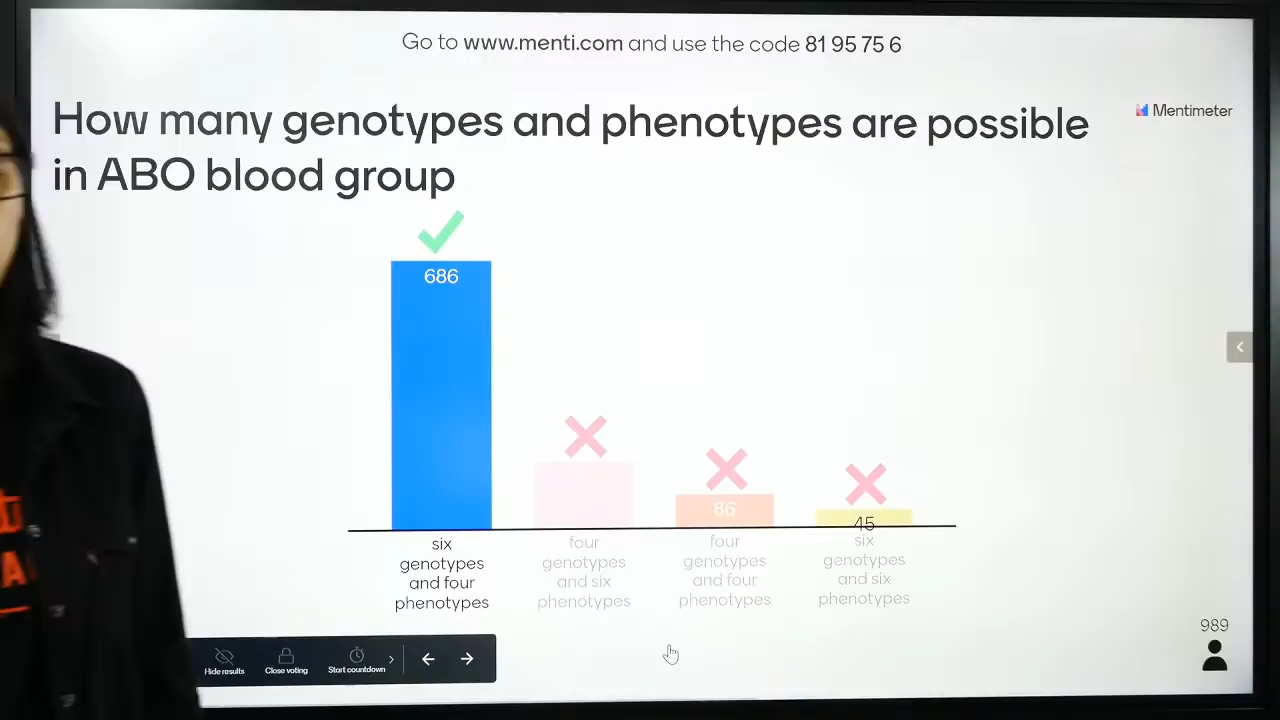 Go to www.menti.com and use the code 81 95 75 6
How many genotypes and phenotypes are possible
in ABO blood group
Mentimeter
686
86
45
six
genotypes
and four
phenotypes
four
genotypes
and six
phenotypes
four
genotypes
and four
phenotypes
six
genotypes
and six
phenotypes
989
Hide results
Close voting
Start countdown